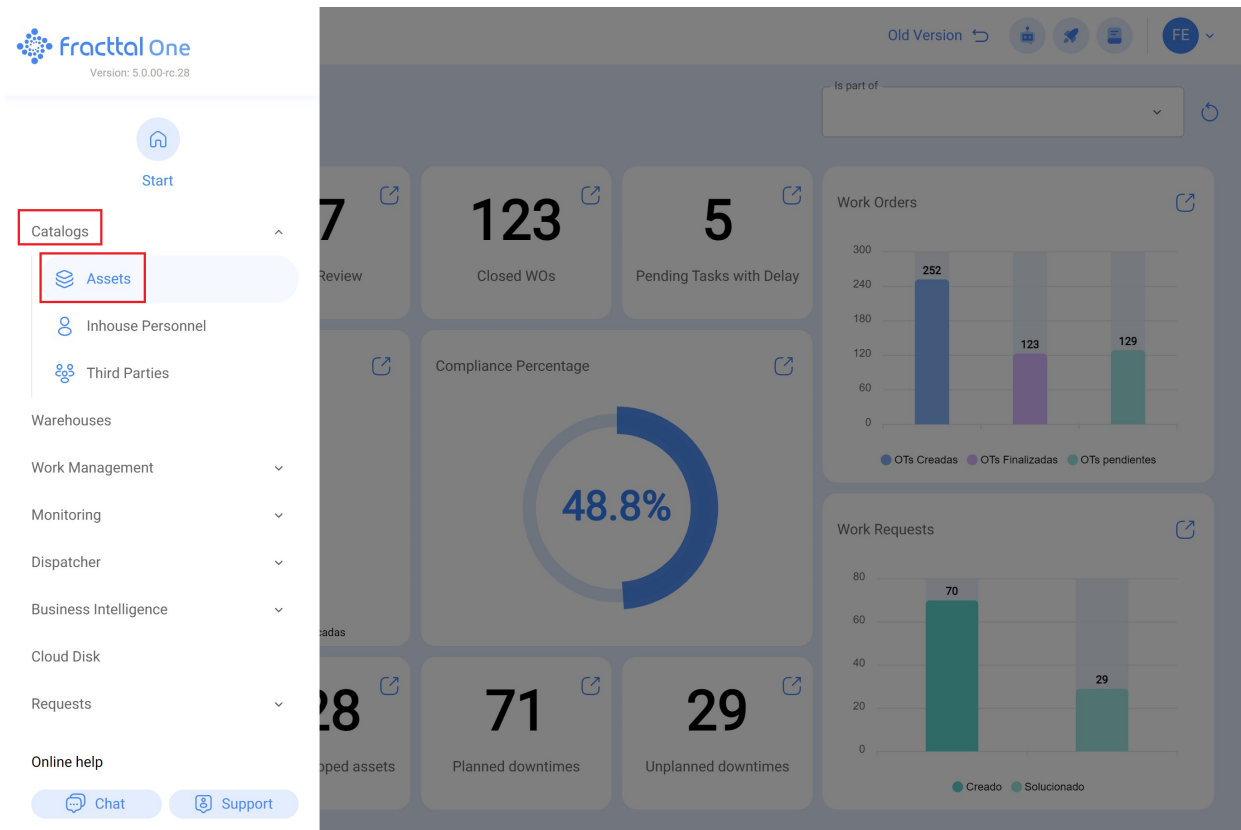 fracttal One
Version: 5.0.00-rc.28
Start
Catalogs
Assets
Inhouse Personnel
Third Parties
Warehouses
Work Management
Monitoring
Dispatcher
Business Intelligence
Cloud Disk
Requests
Online help
Chat
Support
Old Version
FE
Is part of
7
Review
123
Closed WOs
5
Pending Tasks with Delay
Work Orders
300
240
180
120
60
0
252
123
129
OTs Creadas
OTs Finalizadas
OTs pendientes
Compliance Percentage
48.8%
Work Requests
80
60
40
20
0
70
29
Creado
Solucionado
28
assets
71
Planned downtimes
29
Unplanned downtimes